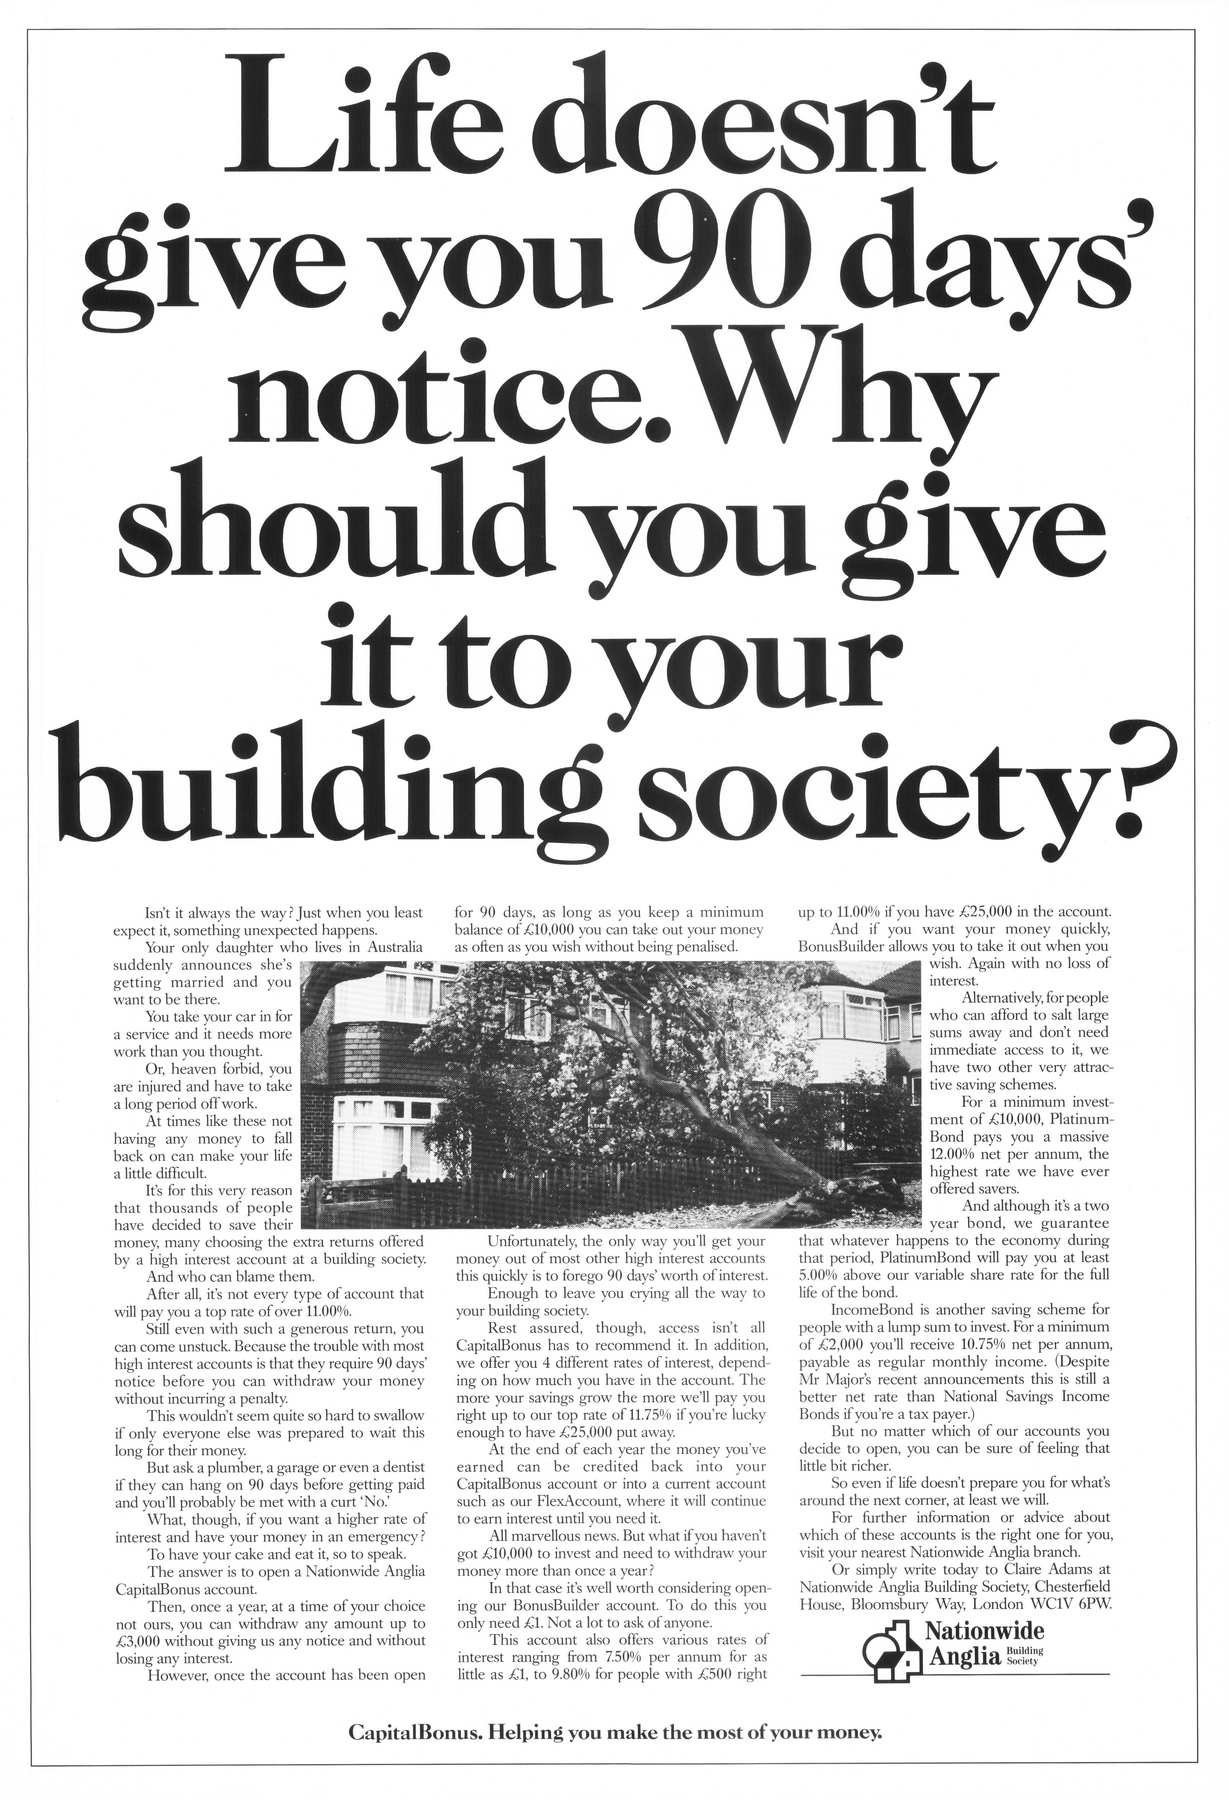 Life doesn't
give you 90 days'
notice. Why
should you give
it to your
building society?
Isn't it always the way? Just when you least
expect it, something unexpected happens.
Your only daughter who lives in Australia
suddenly announces she's
getting married and you
want to be there.
You take your car in for
a service and it needs more
work than you thought.
Or, heaven forbid, you
are injured and have to take
a long period off work.
At times like these not
having any money to fall
back on can make your life
a little difficult.
It's for this very reason
that thousands of people
have decided to save their
money, many choosing the extra returns offered
by a high interest account at a building society.
And who can blame them.
After all, it's not every type of account that
will pay you a top rate of over 11.00%.
Still even with such a generous return, you
can come unstuck. Because the trouble with most
high interest accounts is that they require 90 days'
notice before you can withdraw your money
without incurring a penalty.
This wouldn't seem quite so hard to swallow
if only everyone else was prepared to wait this
long for their money.
But ask a plumber, a garage or even a dentist
if they can hang on 90 days before getting paid
and you'll probably be met with a curt 'No.'
What, though, if you want a higher rate of
interest and have your money in an emergency?
To have your cake and eat it, so to speak.
The answer is to open a Nationwide Anglia
CapitalBonus account.
Then, once a year, at a time of your choice
not ours, you can withdraw any amount up to
£3,000 without giving us any notice and without
losing any interest.
However, once the account has been open
for 90 days, as long as you keep a minimum
balance of £10,000 you can take out your money
as often as you wish without being penalised.
Unfortunately, the only way you'll get your
money out of most other high interest accounts
this quickly is to forego 90 days' worth of interest.
Enough to leave you crying all the way to
your building society.
Rest assured, though, access isn't all
CapitalBonus has to recommend it. In addition,
we offer you 4 different rates of interest, depend-
ing on how much you have in the account. The
more your savings grow the more we'll pay you
right up to our top rate of 11.75% if you're lucky
enough to have £25,000 put away.
At the end of each year the money you've
earned can be credited back into your
CapitalBonus account or into a current account
such as our FlexAccount, where it will continue
to earn interest until you need it.
All marvellous news. But what if you haven't
got £10,000 to invest and need to withdraw your
money more than once a year?
In that case it's well worth considering open-
ing our BonusBuilder account. To do this you
only need £1. Not a lot to ask of anyone.
This account also offers various rates of
interest ranging from 7.50% per annum for as
little as £1, to 9.80% for people with £500 right
up to 11.00% if you have £25,000 in the account.
And if you want your money quickly,
BonusBuilder allows you to take it out when you
wish. Again with no loss of
interest.
Alternatively, for people
who can afford to salt large
sums away and don't need
immediate access to it, we
have two other very attrac-
tive saving schemes.
For a minimum invest-
ment of £10,000, Platinum-
Bond pays you a massive
12.00% net per annum, the
highest rate we have ever
offered savers.
And although it's a two
year bond, we guarantee
that whatever happens to the economy during
that period, PlatinumBond will pay you at least
5.00% above our variable share rate for the full
life of the bond.
IncomeBond is another saving scheme for
people with a lump sum to invest. For a minimum
of £2,000 you'll receive 10.75% net per annum,
payable as regular monthly income. (Despite
Mr Major's recent announcements this is still a
better net rate than National Savings Income
Bonds if you're a tax payer.)
But no matter which of our accounts you
decide to open, you can be sure of feeling that
little bit richer.
So even if life doesn't prepare you for what's
around the next corner, at least we will.
For further information or advice about
which of these accounts is the right one for you,
visit your nearest Nationwide Anglia branch.
Or simply write today to Claire Adams at
Nationwide Anglia Building Society, Chesterfield
House, Bloomsbury Way, London WC1V 6PW.
Nationwide
Anglia Building
Society
CapitalBonus. Helping you make the most of your money.